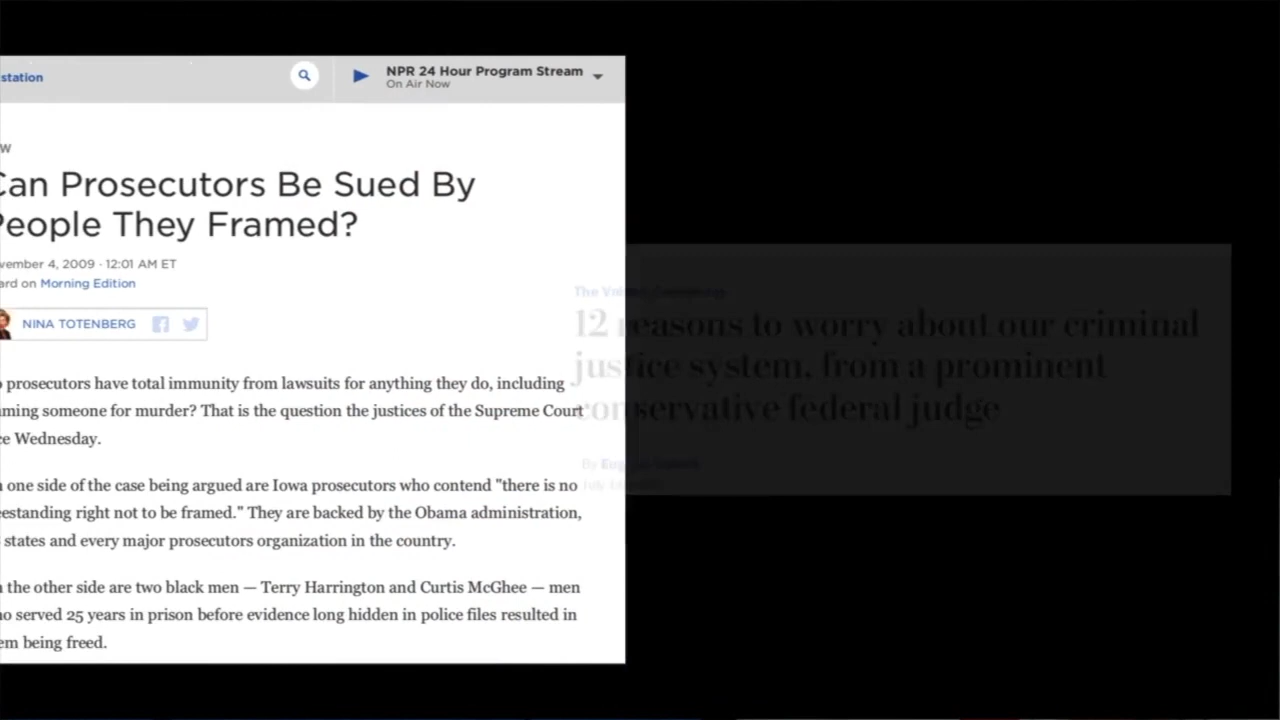 station
NPR 24 Hour Program Stream
On Air Now
W
Can Prosecutors Be Sued By
People They Framed?
vember 4, 2009 · 12:01 AM ET
ard on Morning Edition
NINA TOTENBERG
o prosecutors have total immunity from lawsuits for anything they do, including
aming someone for murder? That is the question the justices of the Supreme Court
ce Wednesday.
n one side of the case being argued are Iowa prosecutors who contend "there is no
eestanding right not to be framed." They are backed by the Obama administration,
states and every major prosecutors organization in the country.
n the other side are two black men — Terry Harrington and Curtis McGhee — men
ho served 25 years in prison before evidence long hidden in police files resulted in
em being freed.
The
12 reasons to worry about our criminal
justice system, from a prominent
conservative federal judge
By